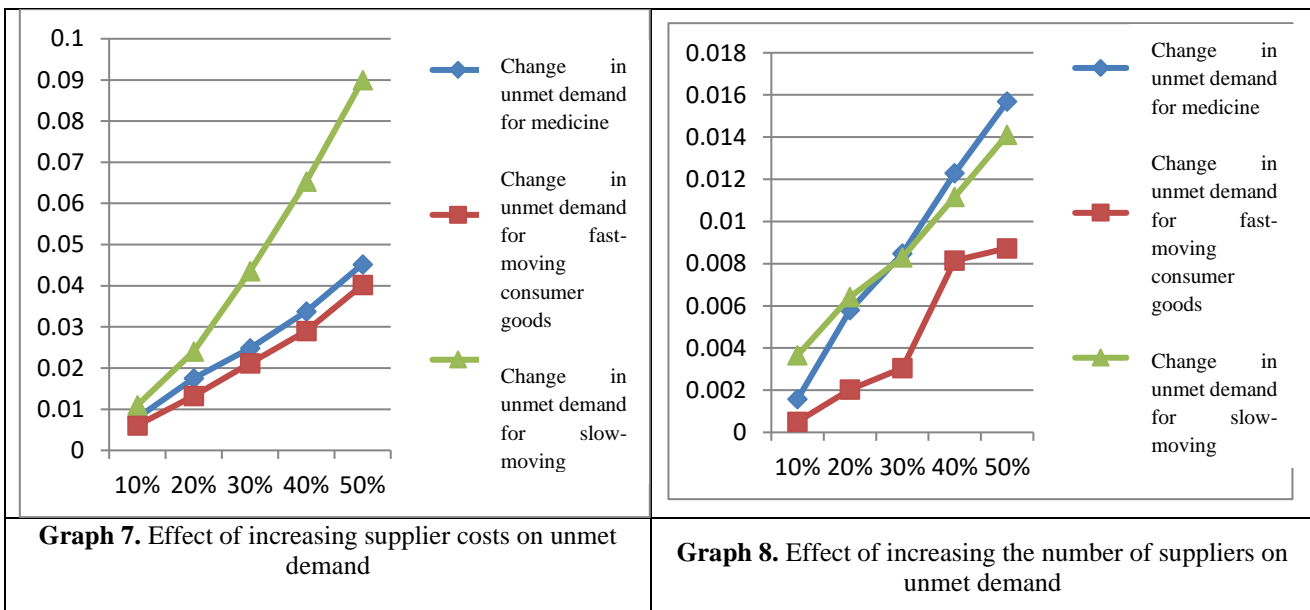 0.1
0.09
0.08
0.07
0.06
0.05
0.04
0.03
0.02
0.01
0
10% 20% 30% 40% 50%
Change in
unmet demand
for medicine
Change in
unmet demand
for fast-
moving
consumer
goods
Change in
unmet demand
for slow-
moving
Graph 7. Effect of increasing supplier costs on unmet
demand
0.018
0.016
0.014
0.012
0.01
0.008
0.006
0.004
0.002
0
10% 20% 30% 40% 50%
Change in
unmet demand
for medicine
Change in
unmet demand
for fast-
moving
consumer
goods
Change in
unmet demand
for slow-
moving
Graph 8. Effect of increasing the number of suppliers on
unmet demand